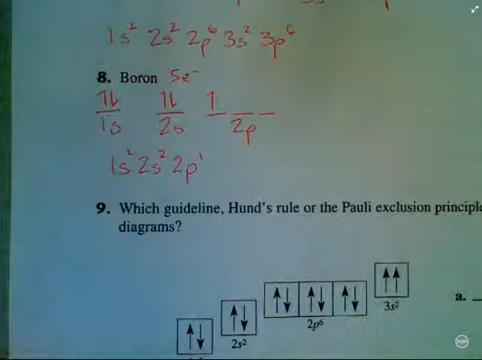 1s² 2s² 2p⁶ 3s² 3p⁶
8. Boron 5e⁻
1s 2s 2p
1s² 2s² 2p¹
9. Which guideline, Hund's rule or the Pauli exclusion principle
diagrams?
3s²
a.
2p⁶
2s²